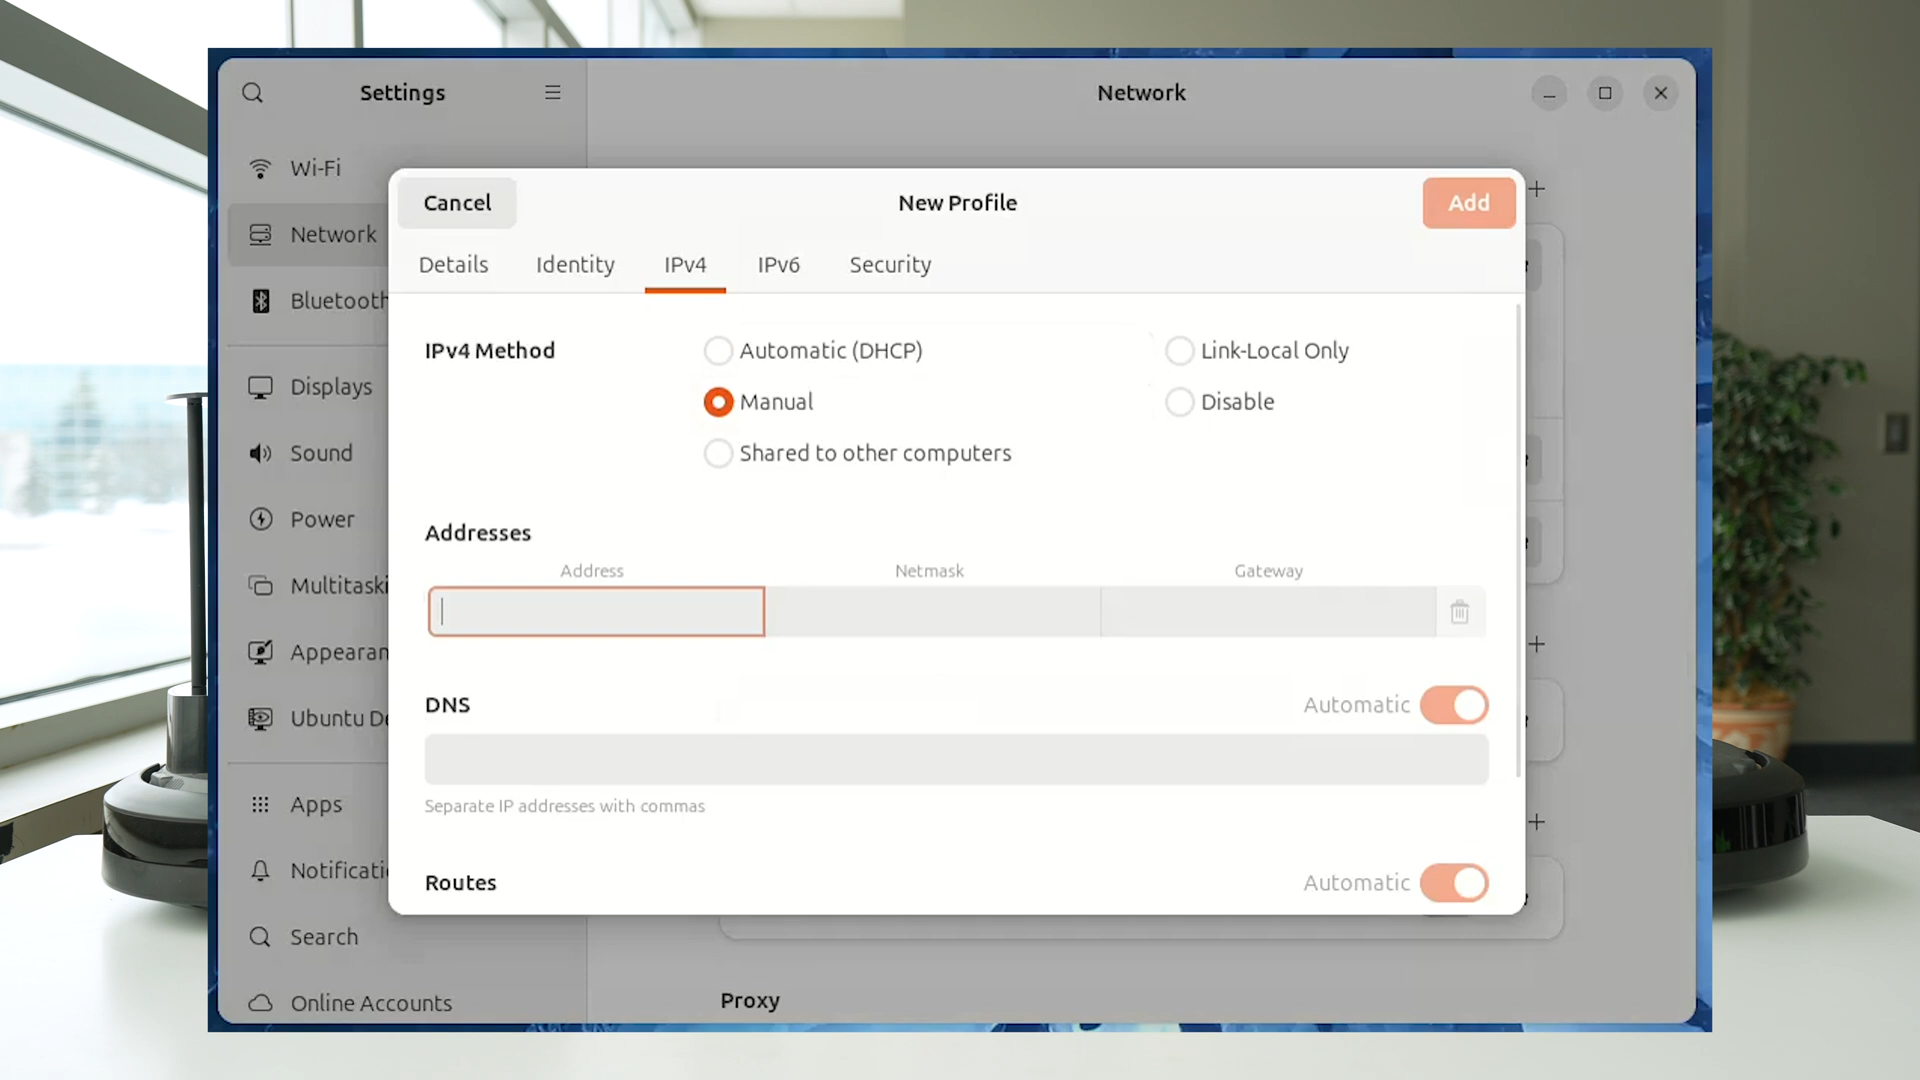 Settings
Network
Wi-Fi
Network
Bluetooth
Displays
Sound
Power
Multitaski
Appearan
Ubuntu De
Apps
Notificati
Search
Online Accounts
Cancel
New Profile
Add
Details
Identity
IPv4
IPv6
Security
IPv4 Method
Automatic (DHCP)
Link-Local Only
Manual
Disable
Shared to other computers
Addresses
Address
Netmask
Gateway
DNS
Automatic
Separate IP addresses with commas
Routes
Automatic
Proxy